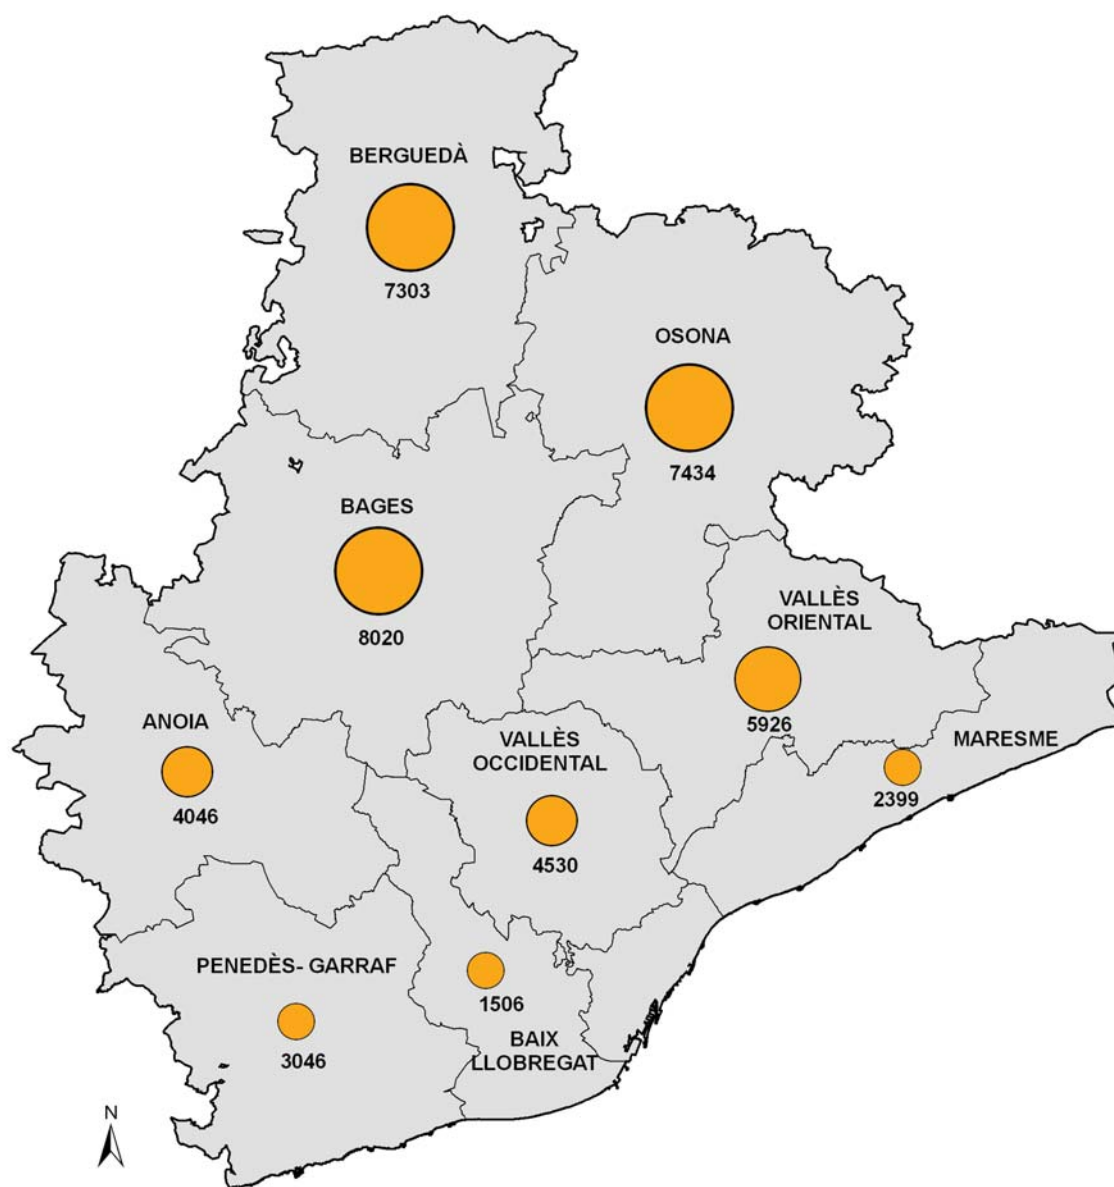 BERGUEDÀ
7303
OSONA
7434
BAGES
8020
VALLÈS
ORIENTAL
5926
ANOIA
4046
VALLÈS
OCCIDENTAL
4530
MARESME
2399
PENEDÈS- GARRAF
3046
1506
BAIX
LLOBREGAT
N